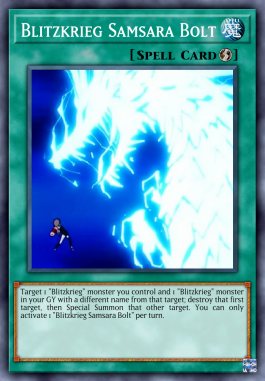 Blitzkrieg Samsara Bolt
[Spell Card]
Target 1 "Blitzkrieg" monster you control and 1 "Blitzkrieg" monster
in your GY with a different name from that target; destroy that first
target, then Special Summon that other target. You can only
activate 1 "Blitzkrieg Samsara Bolt" per turn.